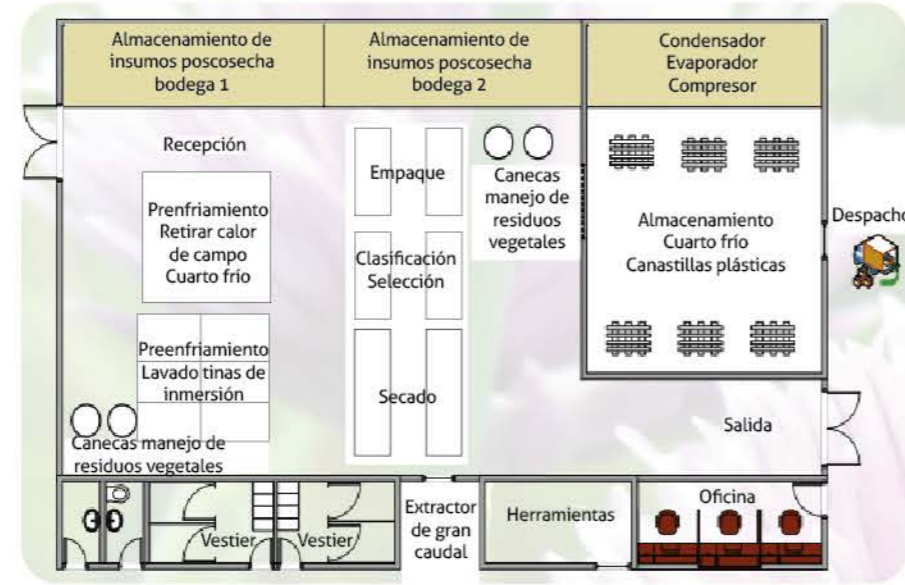 Almacenamiento de
insumos poscosecha
bodega 1
Almacenamiento de
insumos poscosecha
bodega 2
Condensador
Evaporador
Compresor
Recepción
Prenfriamiento
Retirar calor
de campo
Cuarto frío
Preenfriamiento
Lavado tinas de
inmersión
Canecas manejo de
residuos vegetales
Empaque
Clasificación
Selección
Secado
Canecas
manejo de
residuos
vegetales
Almacenamiento
Cuarto frío
Canastillas plásticas
Despacho
Salida
Vestier
Vestier
Extractor
de gran
caudal
Herramientas
Oficina